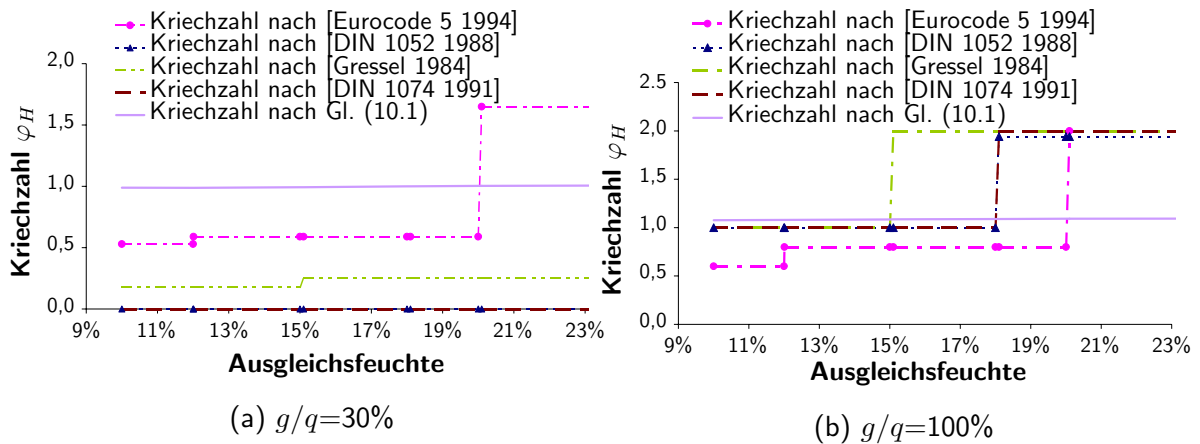 Kriechzahl nach [Eurocode 5 1994]
Kriechzahl nach [DIN 1052 1988]
Kriechzahl nach [Gressel 1984]
Kriechzahl nach [DIN 1074 1991]
Kriechzahl nach Gl. (10.1)
Kriechzahl φ_H
2,0
1,5
1,0
0,5
0,0
9% 11% 13% 15% 17% 19% 21% 23%
Ausgleichsfeuchte
(a) g/q=30%
Kriechzahl nach [Eurocode 5 1994]
Kriechzahl nach [DIN 1052 1988]
Kriechzahl nach [Gressel 1984]
Kriechzahl nach [DIN 1074 1991]
Kriechzahl nach Gl. (10.1)
Kriechzahl φ_H
2.5
2,0
1,5
1,0
0,5
0,0
9% 11% 13% 15% 17% 19% 21% 23%
Ausgleichsfeuchte
(b) g/q=100%